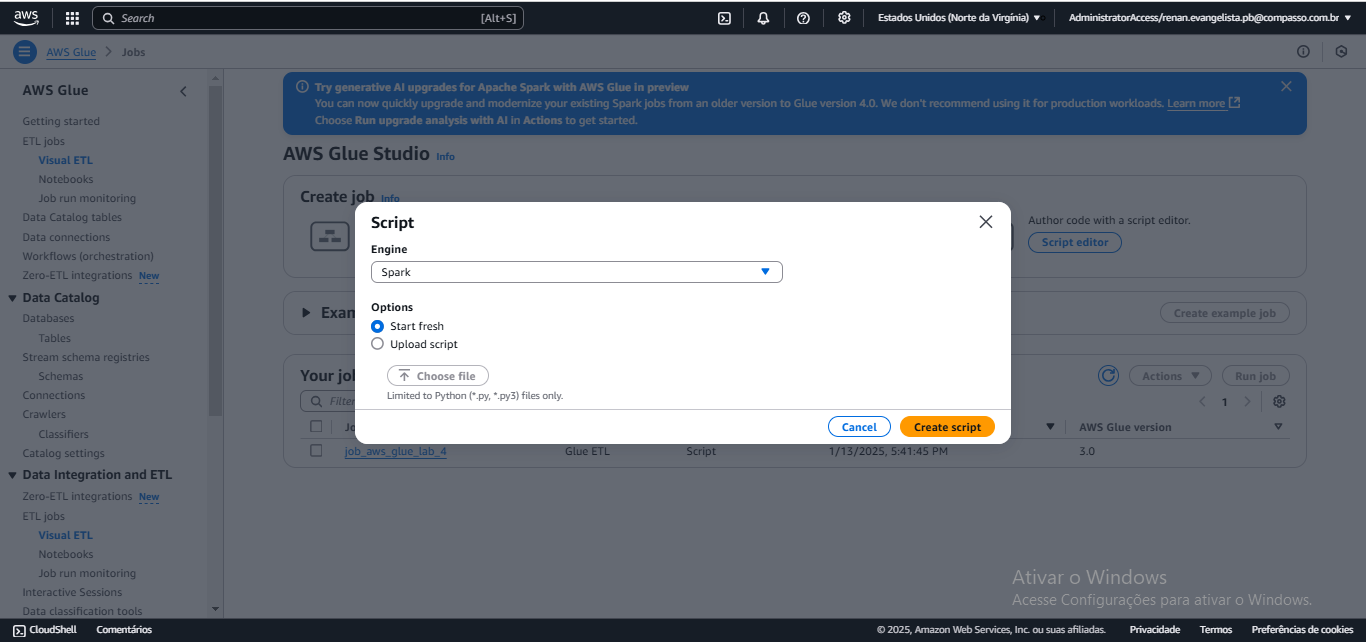 aws
Search
[Alt+S]
Estados Unidos (Norte da Virgínia)
AdministratorAccess/renan.evangelista.pb@compasso.com.br
AWS Glue
Jobs
AWS Glue
Getting started
ETL jobs
Visual ETL
Notebooks
Job run monitoring
Data Catalog tables
Data connections
Workflows (orchestration)
Zero-ETL integrations New
Data Catalog
Databases
Tables
Stream schema registries
Schemas
Connections
Crawlers
Classifiers
Catalog settings
Data Integration and ETL
Zero-ETL integrations New
ETL jobs
Visual ETL
Notebooks
Job run monitoring
Interactive Sessions
Data classification tools
Try generative AI upgrades for Apache Spark with AWS Glue in preview
You can now quickly upgrade and modernize your existing Spark jobs from an older version to Glue version 4.0. We don't recommend using it for production workloads. Learn more
Choose Run upgrade analysis with AI in Actions to get started.
AWS Glue Studio Info
Create job Info
Author code with a script editor.
Script editor
Exam
Create example job
Your jo
Actions
Run job
Filter
1
Jo
AWS Glue version
job_aws_glue_lab_4
Glue ETL
Script
1/13/2025, 5:41:45 PM
3.0
Script
Engine
Spark
Options
Start fresh
Upload script
Choose file
Limited to Python (*.py, *.py3) files only.
Cancel
Create script
Ativar o Windows
Acesse Configurações para ativar o Windows.
CloudShell
Comentários
© 2025, Amazon Web Services, Inc. ou suas afiliadas.
Privacidade
Termos
Preferências de cookies